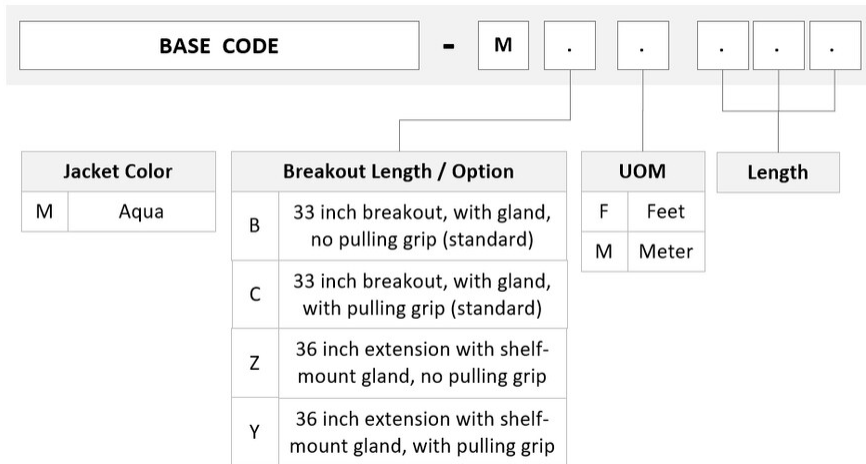 BASE CODE - M . . . . .
Jacket Color
M Aqua
Breakout Length / Option
B 33 inch breakout, with gland,
no pulling grip (standard)
C 33 inch breakout, with gland,
with pulling grip (standard)
Z 36 inch extension with shelf-
mount gland, no pulling grip
Y 36 inch extension with shelf-
mount gland, with pulling grip
UOM
F Feet
M Meter
Length